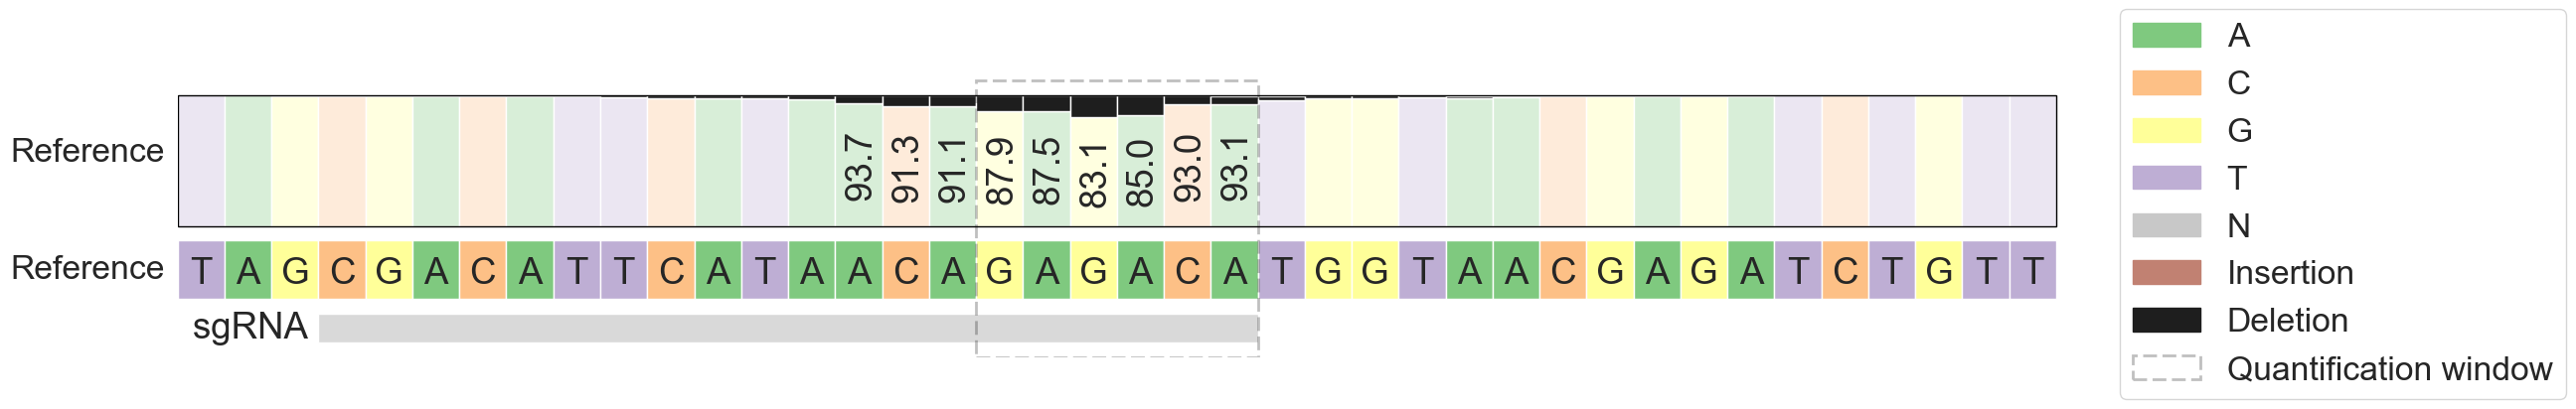 Reference
93.7 91.3 91.1 87.9 87.5 83.1 85.0 93.0 93.1
Reference
T A G C G A C A T T C A T A A C A G A G A C A T G G T A A C G A G A T C T G T T
sgRNA
A
C
G
T
N
Insertion
Deletion
Quantification window